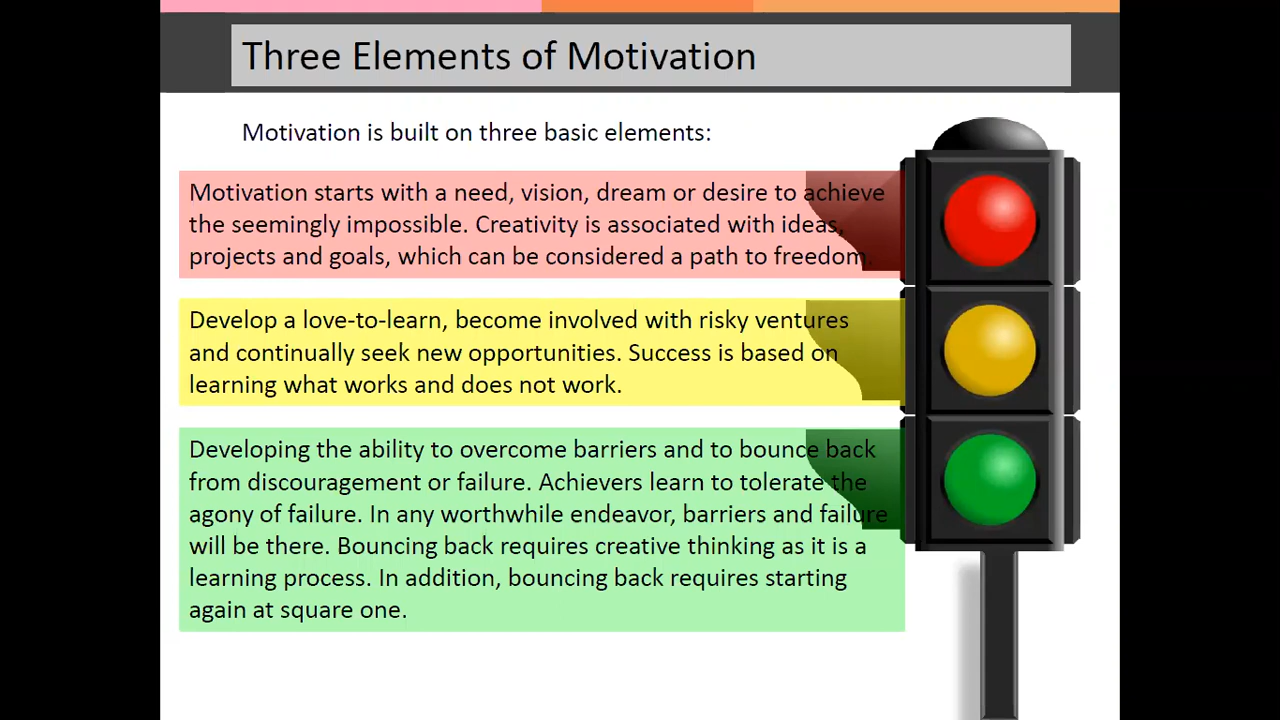 Three Elements of Motivation
Motivation is built on three basic elements:
Motivation starts with a need, vision, dream or desire to achieve
the seemingly impossible. Creativity is associated with ideas,
projects and goals, which can be considered a path to freedom.
Develop a love-to-learn, become involved with risky ventures
and continually seek new opportunities. Success is based on
learning what works and does not work.
Developing the ability to overcome barriers and to bounce back
from discouragement or failure. Achievers learn to tolerate the
agony of failure. In any worthwhile endeavor, barriers and failure
will be there. Bouncing back requires creative thinking as it is a
learning process. In addition, bouncing back requires starting
again at square one.